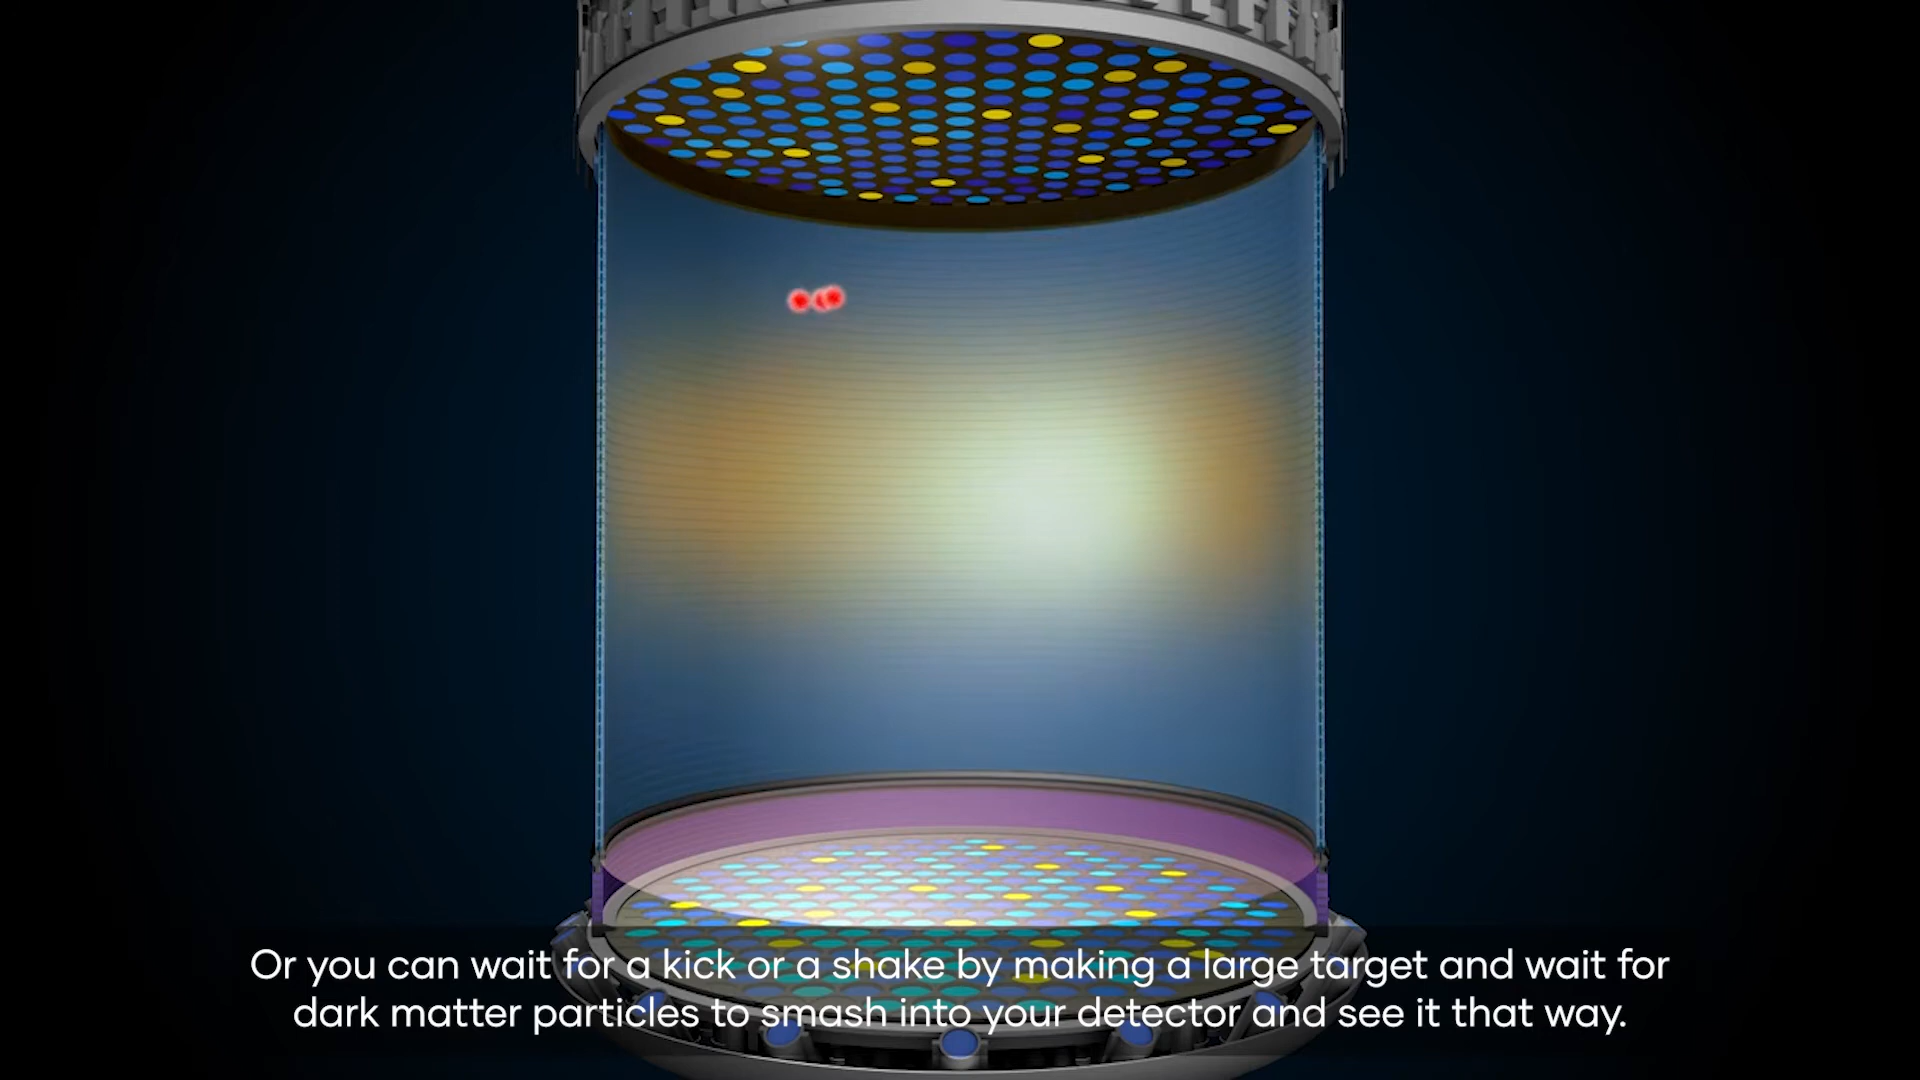 Or you can wait for a kick or a shake by making a large target and wait for
dark matter particles to smash into your detector and see it that way.